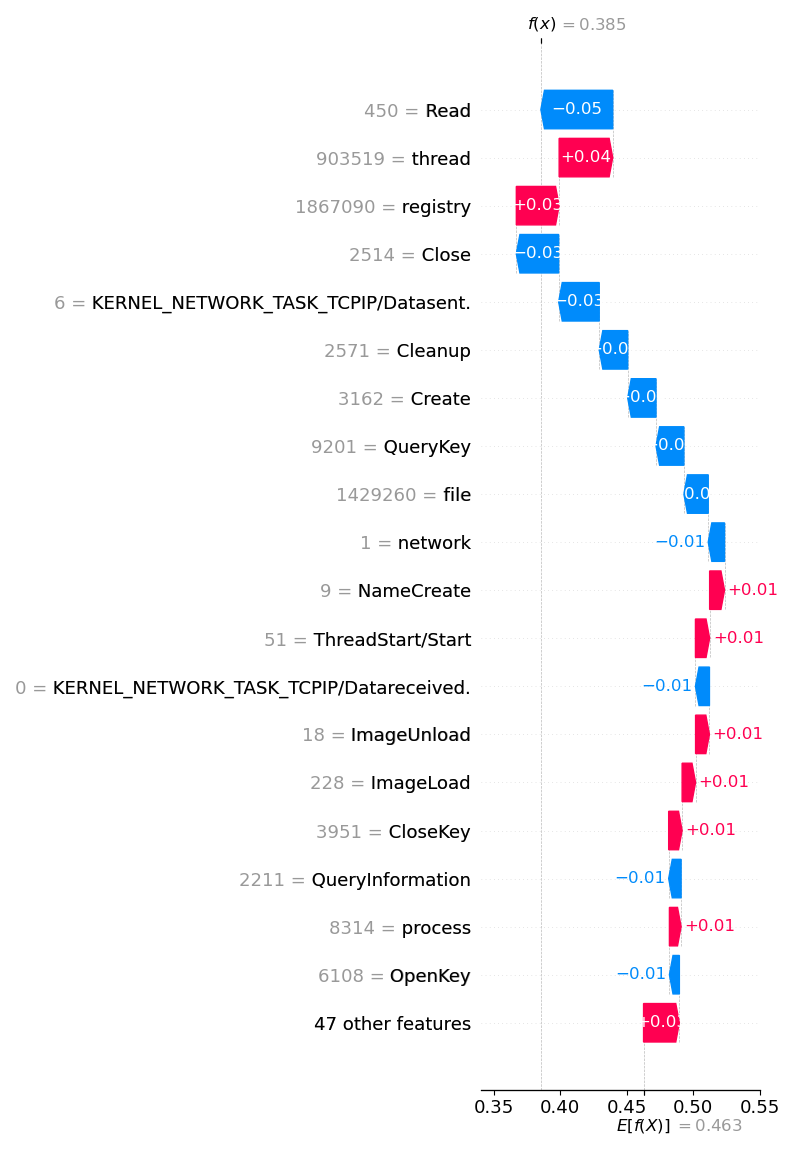 f(x) = 0.385
450 = Read
−0.05
903519 = thread
+0.04
1867090 = registry
+0.03
2514 = Close
−0.03
6 = KERNEL_NETWORK_TASK_TCPIP/Datasent.
−0.03
2571 = Cleanup
3162 = Create
9201 = QueryKey
1429260 = file
1 = network
−0.01
9 = NameCreate
+0.01
51 = ThreadStart/Start
+0.01
0 = KERNEL_NETWORK_TASK_TCPIP/Datareceived.
−0.01
18 = ImageUnload
+0.01
228 = ImageLoad
+0.01
3951 = CloseKey
+0.01
2211 = QueryInformation
−0.01
8314 = process
+0.01
6108 = OpenKey
−0.01
47 other features
0.35 0.40 0.45 0.50 0.55
E[f(X)] = 0.463